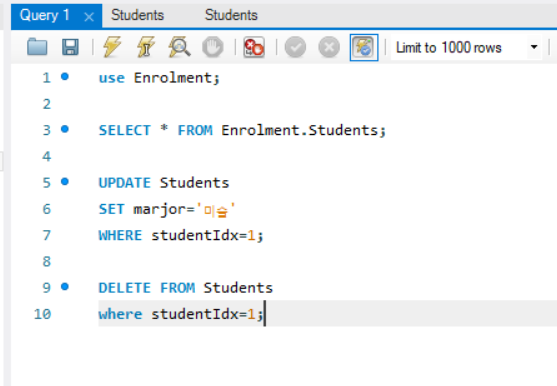 Query 1 Students Students
Limit to 1000 rows
1 use Enrolment;
2
3 SELECT * FROM Enrolment.Students;
4
5 UPDATE Students
6 SET marjor='미술'
7 WHERE studentIdx=1;
8
9 DELETE FROM Students
10 where studentIdx=1;